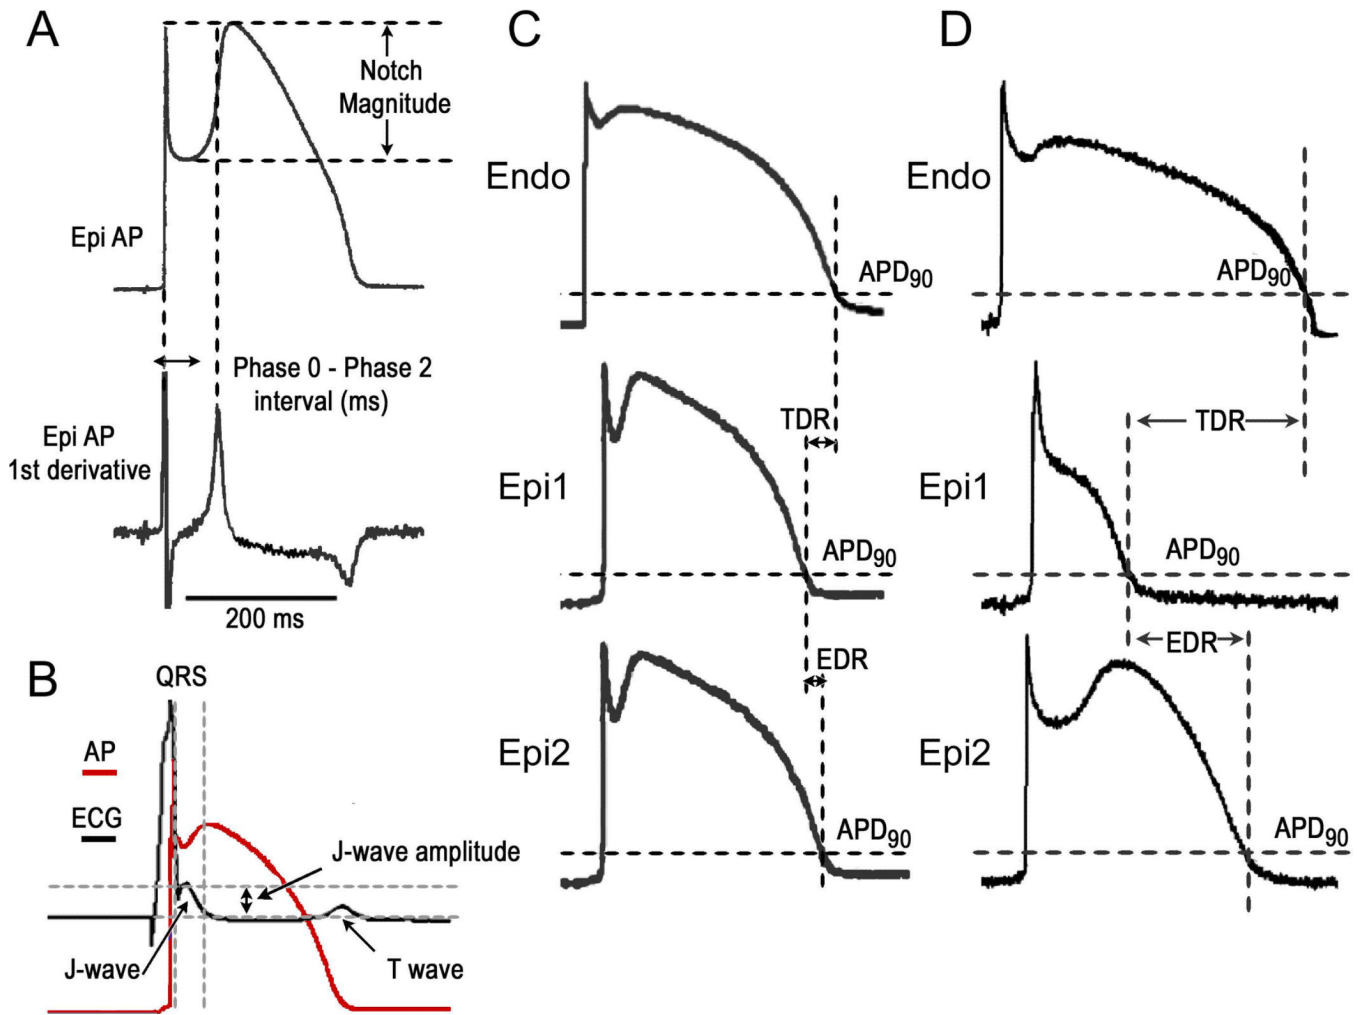 A
Notch
Magnitude
Epi AP
Phase 0 - Phase 2
interval (ms)
Epi AP
1st derivative
200 ms
B
QRS
AP
ECG
J-wave amplitude
J-wave
T wave
C
Endo
APD90
TDR
Epi1
APD90
EDR
Epi2
APD90
D
Endo
APD90
TDR
Epi1
APD90
EDR
Epi2
APD90